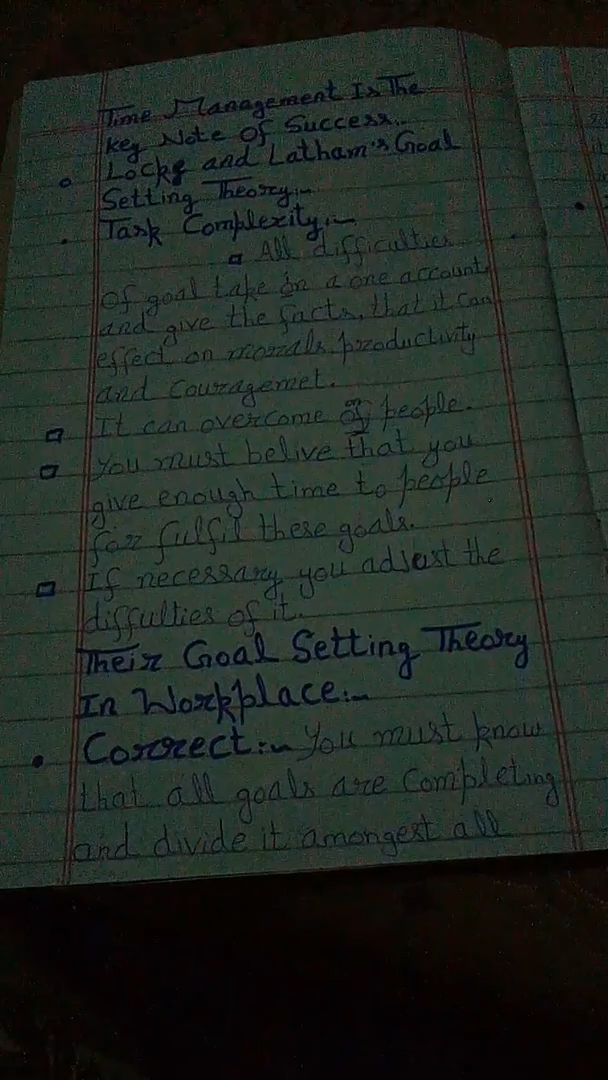 Time Management Is The
key Note Of Success:-
Locke and Latham's Goal
Setting Theory:-
Task Complexity:-
All difficulties
of goal take in a one account
and give the facts, that it can
effect on morals, productivity
and couragemet.
It can overcome of people.
You must belive that you
give enough time to people
for fulfil these goals.
If necessary you adjest the
diffulties of it.
Their Goal Setting Theory
In Workplace:-
Correct:- You must know
that all goals are completing
and divide it amongest all